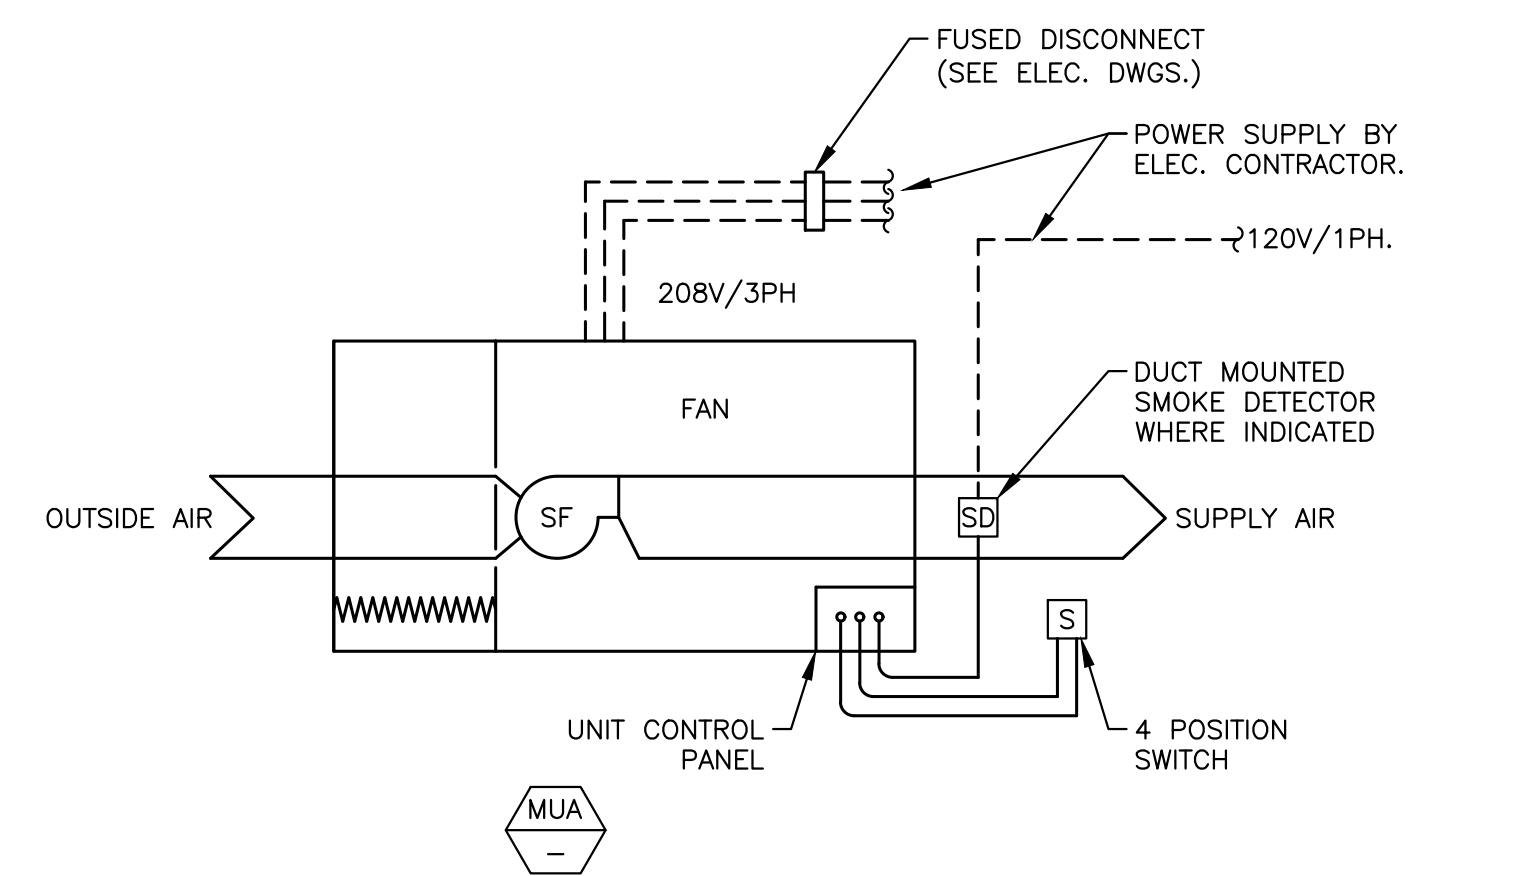 FUSED DISCONNECT
(SEE ELEC. DWGS.)
POWER SUPPLY BY
ELEC. CONTRACTOR.
120V/1PH.
208V/3PH
DUCT MOUNTED
SMOKE DETECTOR
WHERE INDICATED
FAN
OUTSIDE AIR
SF
SD
SUPPLY AIR
S
UNIT CONTROL
PANEL
4 POSITION
SWITCH
MUA
–